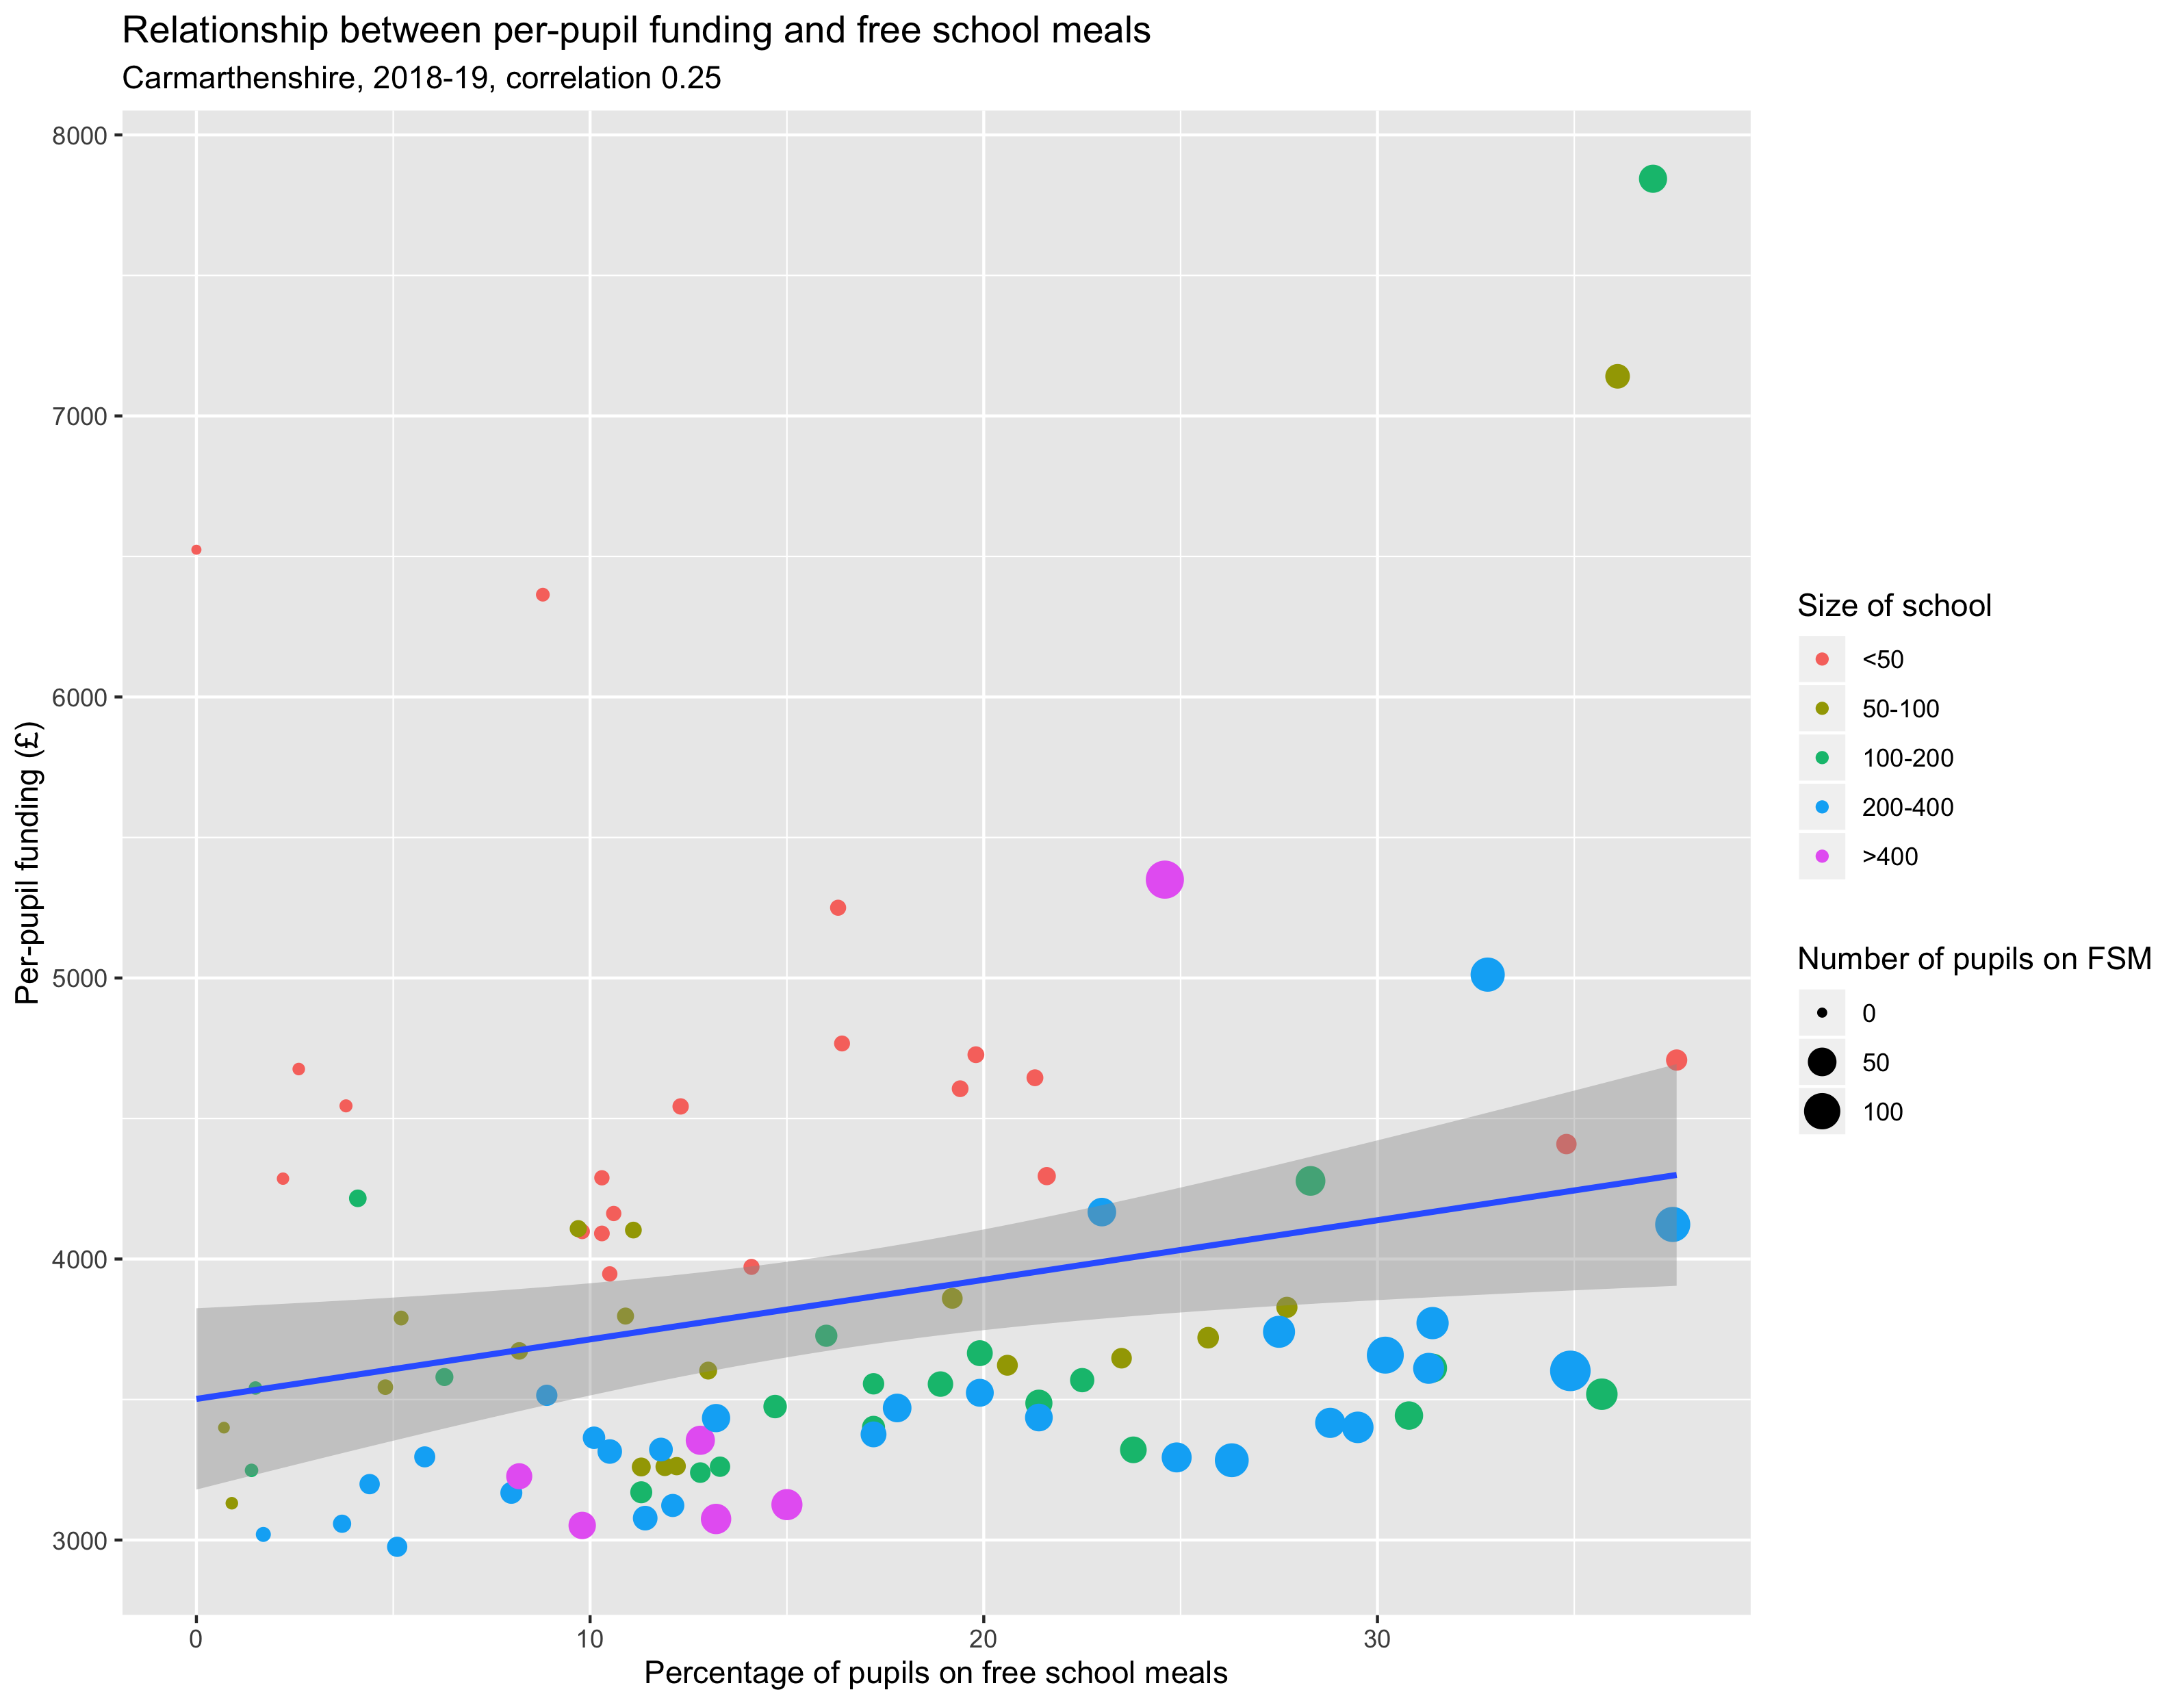 Relationship between per-pupil funding and free school meals
Carmarthenshire, 2018-19, correlation 0.25
8000
7000
6000
5000
4000
3000
Per-pupil funding (£)
0 10 20 30
Percentage of pupils on free school meals
Size of school
<50
50-100
100-200
200-400
>400
Number of pupils on FSM
0
50
100